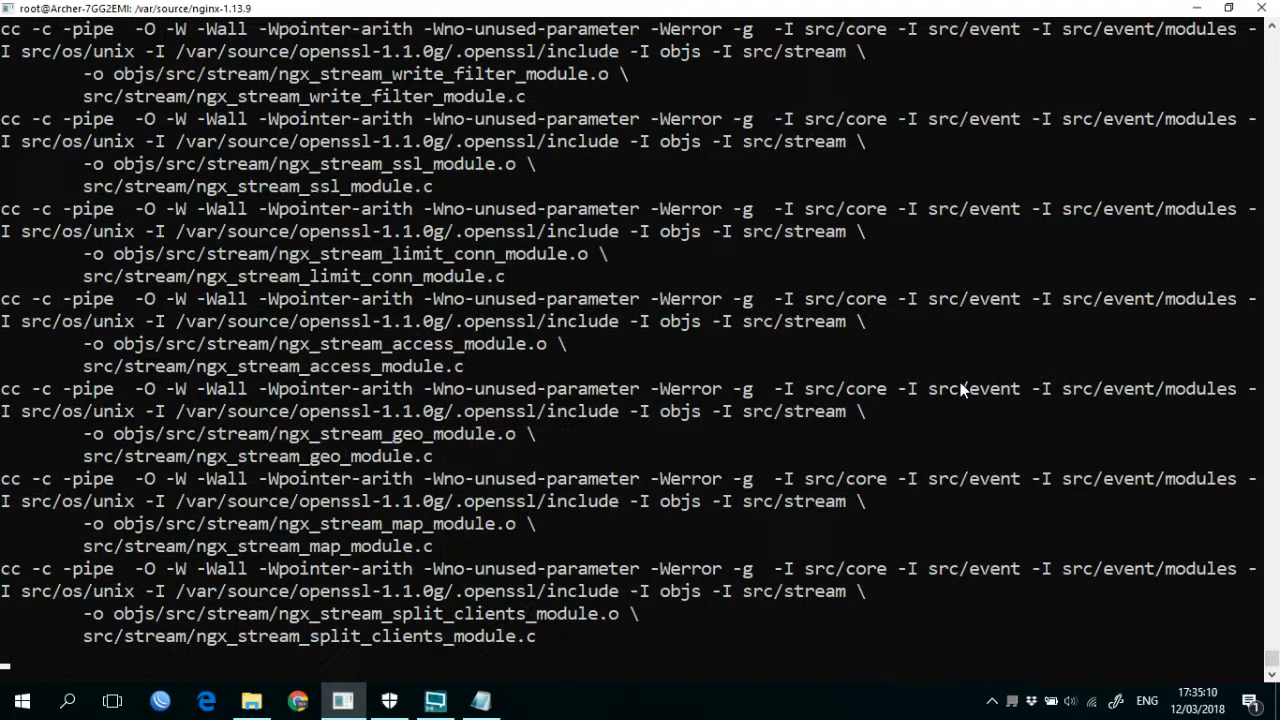 root@Archer-7GG2EMI: /var/source/nginx-1.13.9
cc -c -pipe  -O -W -Wall -Wpointer-arith -Wno-unused-parameter -Werror -g  -I src/core -I src/event -I src/event/modules -
I src/os/unix -I /var/source/openssl-1.1.0g/.openssl/include -I objs -I src/stream \
        -o objs/src/stream/ngx_stream_write_filter_module.o \
        src/stream/ngx_stream_write_filter_module.c
cc -c -pipe  -O -W -Wall -Wpointer-arith -Wno-unused-parameter -Werror -g  -I src/core -I src/event -I src/event/modules -
I src/os/unix -I /var/source/openssl-1.1.0g/.openssl/include -I objs -I src/stream \
        -o objs/src/stream/ngx_stream_ssl_module.o \
        src/stream/ngx_stream_ssl_module.c
cc -c -pipe  -O -W -Wall -Wpointer-arith -Wno-unused-parameter -Werror -g  -I src/core -I src/event -I src/event/modules -
I src/os/unix -I /var/source/openssl-1.1.0g/.openssl/include -I objs -I src/stream \
        -o objs/src/stream/ngx_stream_limit_conn_module.o \
        src/stream/ngx_stream_limit_conn_module.c
cc -c -pipe  -O -W -Wall -Wpointer-arith -Wno-unused-parameter -Werror -g  -I src/core -I src/event -I src/event/modules -
I src/os/unix -I /var/source/openssl-1.1.0g/.openssl/include -I objs -I src/stream \
        -o objs/src/stream/ngx_stream_access_module.o \
        src/stream/ngx_stream_access_module.c
cc -c -pipe  -O -W -Wall -Wpointer-arith -Wno-unused-parameter -Werror -g  -I src/core -I src/event -I src/event/modules -
I src/os/unix -I /var/source/openssl-1.1.0g/.openssl/include -I objs -I src/stream \
        -o objs/src/stream/ngx_stream_geo_module.o \
        src/stream/ngx_stream_geo_module.c
cc -c -pipe  -O -W -Wall -Wpointer-arith -Wno-unused-parameter -Werror -g  -I src/core -I src/event -I src/event/modules -
I src/os/unix -I /var/source/openssl-1.1.0g/.openssl/include -I objs -I src/stream \
        -o objs/src/stream/ngx_stream_map_module.o \
        src/stream/ngx_stream_map_module.c
cc -c -pipe  -O -W -Wall -Wpointer-arith -Wno-unused-parameter -Werror -g  -I src/core -I src/event -I src/event/modules -
I src/os/unix -I /var/source/openssl-1.1.0g/.openssl/include -I objs -I src/stream \
        -o objs/src/stream/ngx_stream_split_clients_module.o \
        src/stream/ngx_stream_split_clients_module.c
ENG
17:35:10
12/03/2018
1